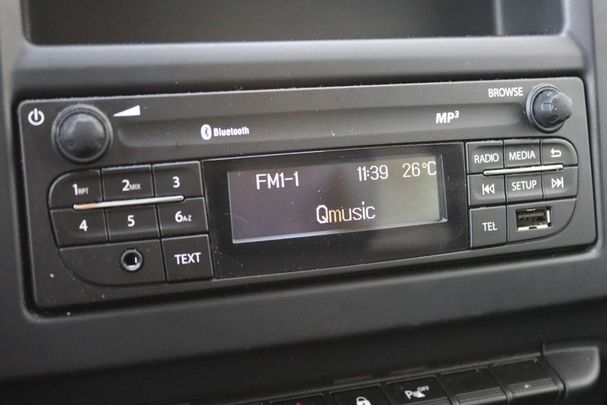 BROWSE
Bluetooth
MP3
FM1-1 11:39 26°C
Qmusic
1RPT 2MIX 3
4 5 6A-Z
TEXT
RADIO MEDIA
SETUP
TEL
OFF